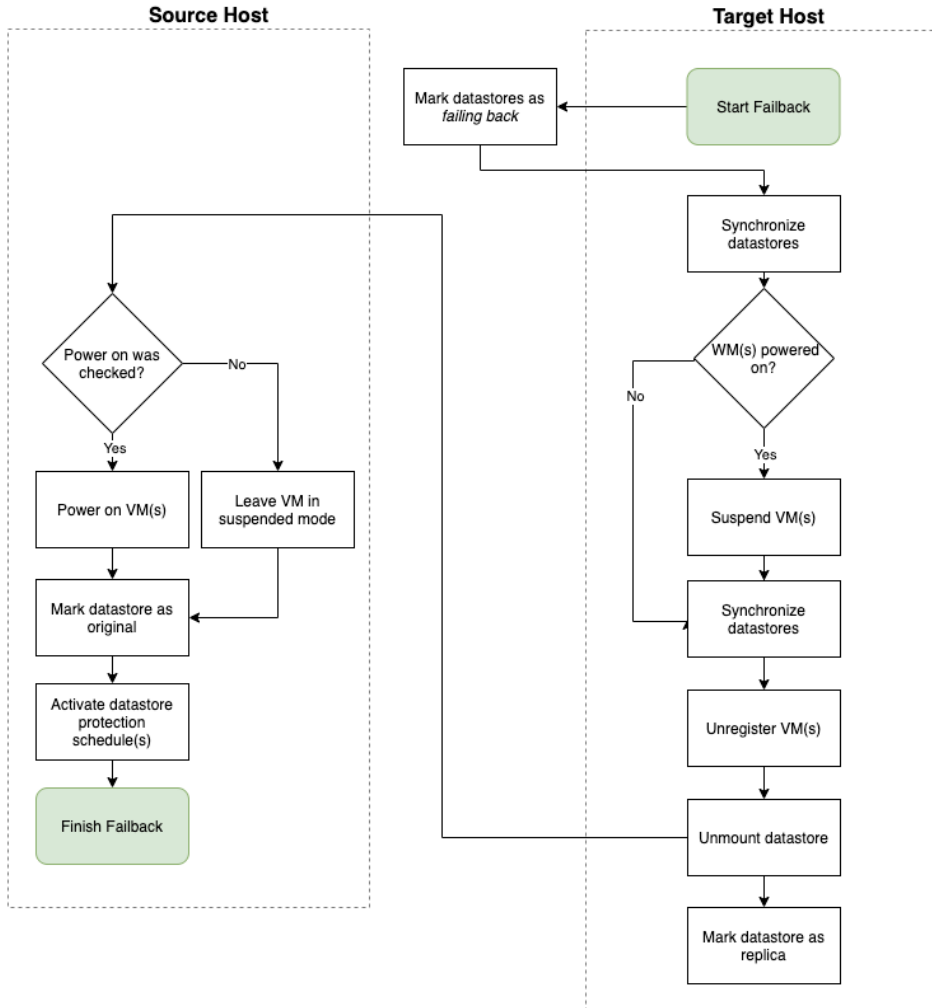 Source Host
Target Host
Mark datastores as
failing back
Start Failback
Synchronize
datastores
WM(s) powered
on?
No
Yes
Suspend VM(s)
Synchronize
datastores
Unregister VM(s)
Unmount datastore
Mark datastore as
replica
Power on was
checked?
No
Yes
Power on VM(s)
Leave VM in
suspended mode
Mark datastore as
original
Activate datastore
protection
schedule(s)
Finish Failback